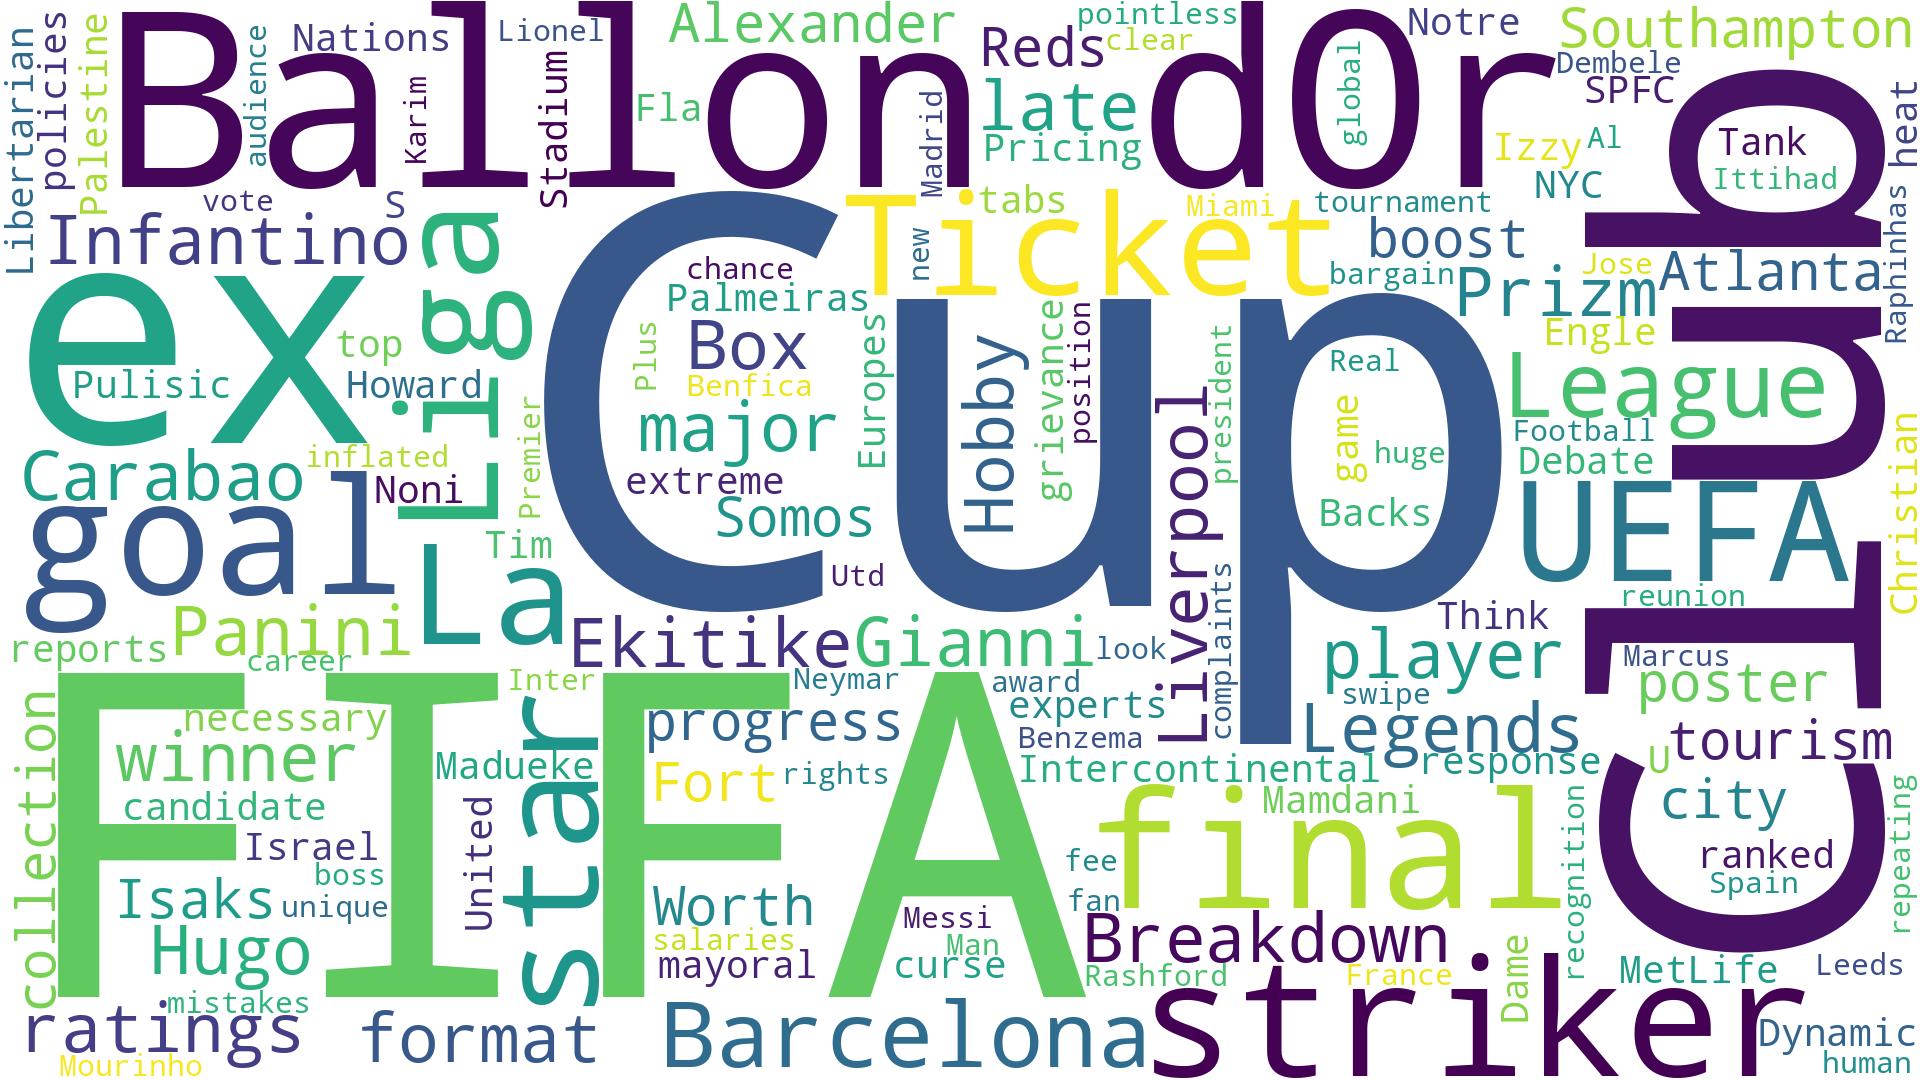 Libertarian
policies
Palestine
Ballon
dOr
audience
Nations
Karim
Lionel
Stadium
Alexander
Fla
Madrid
Reds
pointless
clear
late
Pricing
global
Notre
Southampton
Dembele
SPFC
Izzy
Al
NYC
Tank
Ittihad
heat
vote
S
Infantino
Liga
Cup
Ticket
tabs
Miami
new
tournament
boost
bargain
Prizm
Jose
Atlanta
Raphinhas
Club
chance
Palmeiras
Box
Plus
Benfica
Europes
Hobby
grievance
position
president
Real
Engle
League
ex
top
Pulisic
Howard
major
extreme
Somos
Utd
Liverpool
game
huge
Backs
Football
Debate
UEFA
Christian
Carabao
inflated
Noni
Premier
goal
Tim
La
reports
Panini
career
Ekitike
Gianni
look
complaints
Think
player
reunion
Marcus
poster
FIFA
Inter
Neymar
award
experts
Benzema
swipe
Legends
response
tourism
U
collection
necessary
winner
candidate
Madueke
star
progress
Fort
rights
Intercontinental
Mamdani
city
Israel
boss
unique
United
Isaks
Hugo
Worth
salaries
mayoral
Messi
Man
curse
fee
fan
final
recognition
ranked
Spain
repeating
Breakdown
Rashford
France
Dame
MetLife
Leeds
mistakes
ratings
Mourinho
format
Barcelona
striker
Dynamic
human